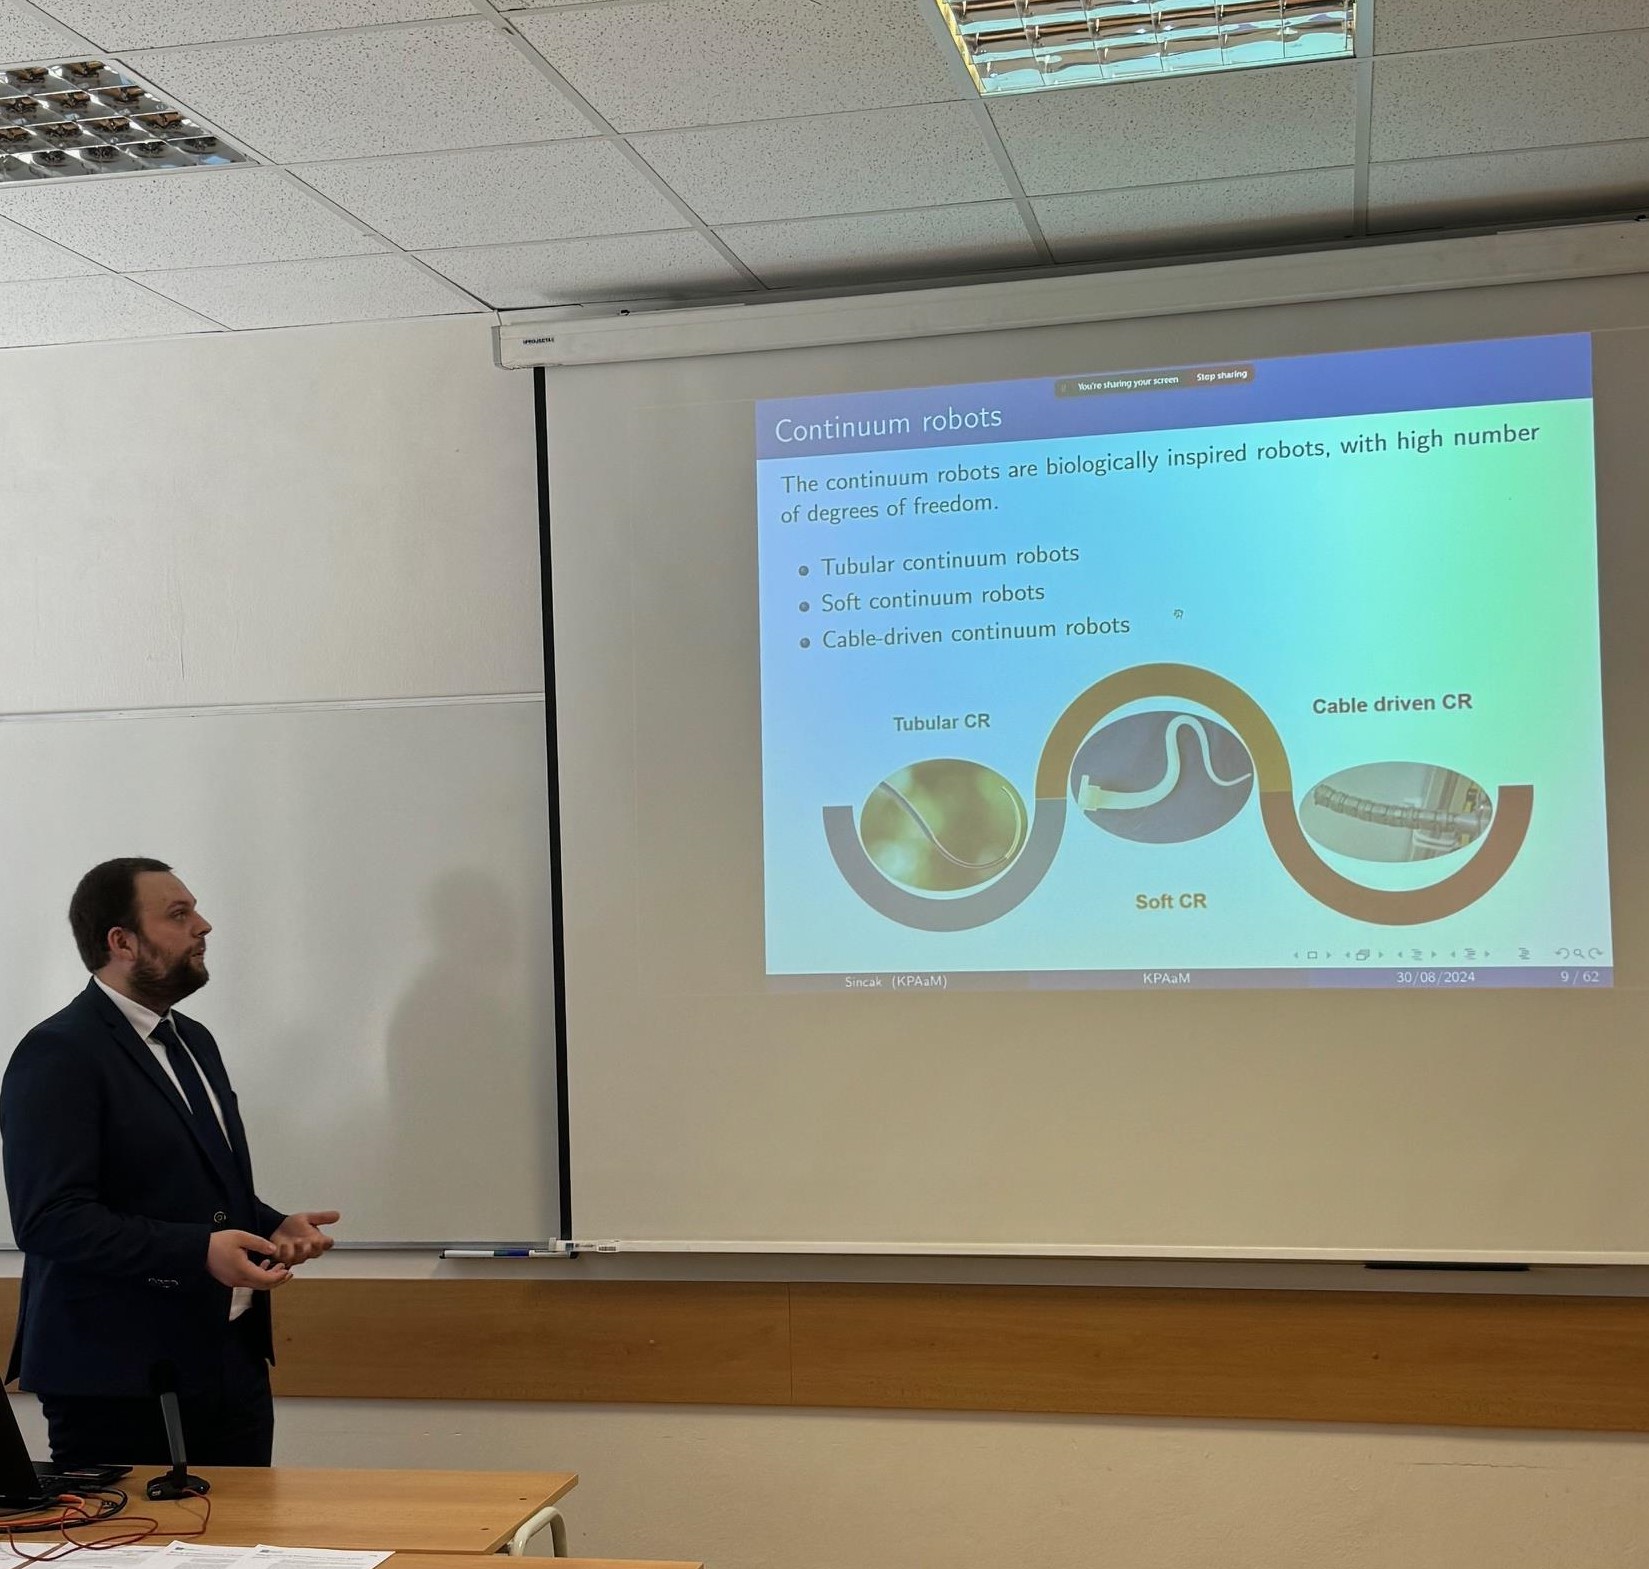 PROJECTA
You're sharing your screen Stop sharing
Continuum robots
The continuum robots are biologically inspired robots, with high number
of degrees of freedom.
Tubular continuum robots
Soft continuum robots
Cable-driven continuum robots
Tubular CR
Cable driven CR
Soft CR
Sincak (KPAaM) KPAaM 30/08/2024 9 / 62